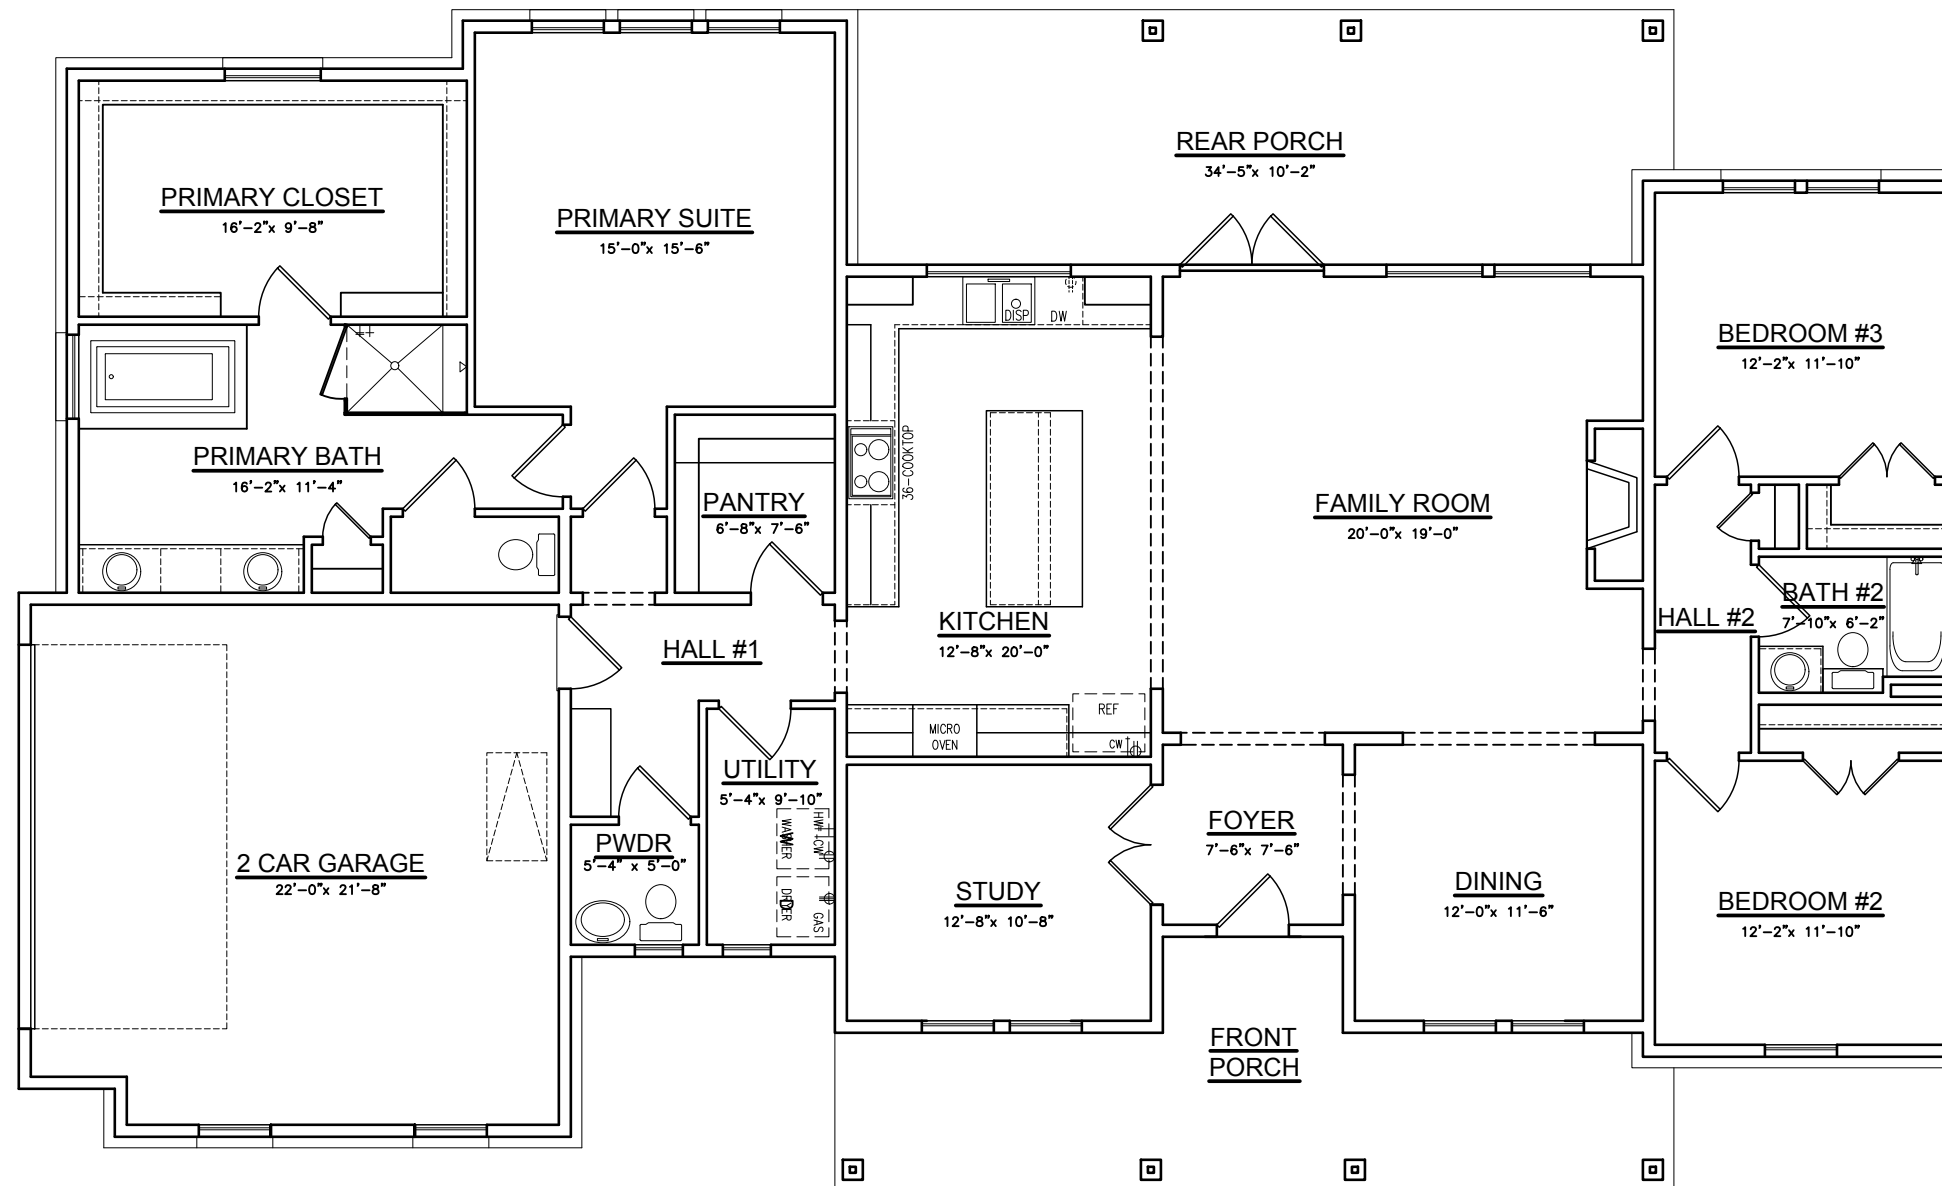 REAR PORCH
34'-5"x 10'-2"
PRIMARY CLOSET
16'-2"x 9'-8"
PRIMARY SUITE
15'-0"x 15'-6"
DISP
DW
BEDROOM #3
12'-2"x 11'-10"
PRIMARY BATH
16'-2"x 11'-4"
PANTRY
6'-8"x 7'-6"
36-COOKTOP
FAMILY ROOM
20'-0"x 19'-0"
KITCHEN
12'-8"x 20'-0"
HALL #1
HALL #2
BATH #2
7'-10"x 6'-2"
MICRO
OVEN
REF
CW
UTILITY
5'-4"x 9'-10"
HW
CW
WASHER
W
DRYER
D
GAS
PWDR
5'-4" x 5'-0"
2 CAR GARAGE
22'-0"x 21'-8"
FOYER
7'-6"x 7'-6"
STUDY
12'-8"x 10'-8"
DINING
12'-0"x 11'-6"
BEDROOM #2
12'-2"x 11'-10"
FRONT
PORCH